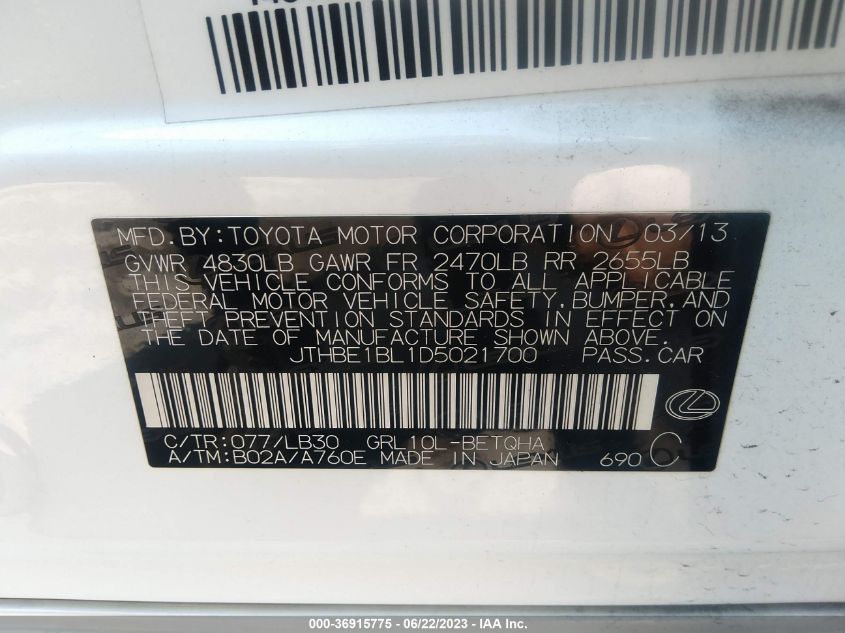 MFD.BY:TOYOTA MOTOR CORPORATION 03/13
GVWR 4830LB GAWR FR 2470LB RR 2655LB
THIS VEHICLE CONFORMS TO ALL APPLICABLE
FEDERAL MOTOR VEHICLE SAFETY,BUMPER,AND
THEFT PREVENTION STANDARDS IN EFFECT ON
THE DATE OF MANUFACTURE SHOWN ABOVE.
JTHBE1BL1D5021700 PASS.CAR
C/TR:077/LB30 GRL10L-BETQHA
A/TM:B02A/A760E MADE IN JAPAN 690 C
000-36915775 - 06/22/2023 - IAA Inc.